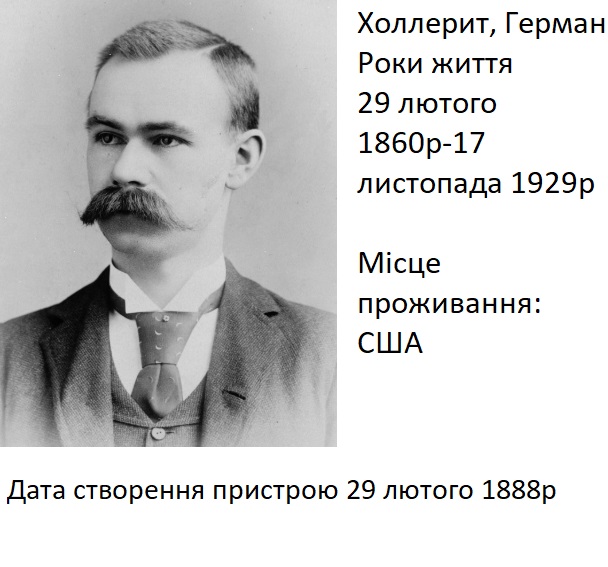 Холлерит, Герман
Роки життя
29 лютого
1860р-17
листопада 1929р
Місце
проживання:
США
Дата створення пристрою 29 лютого 1888р